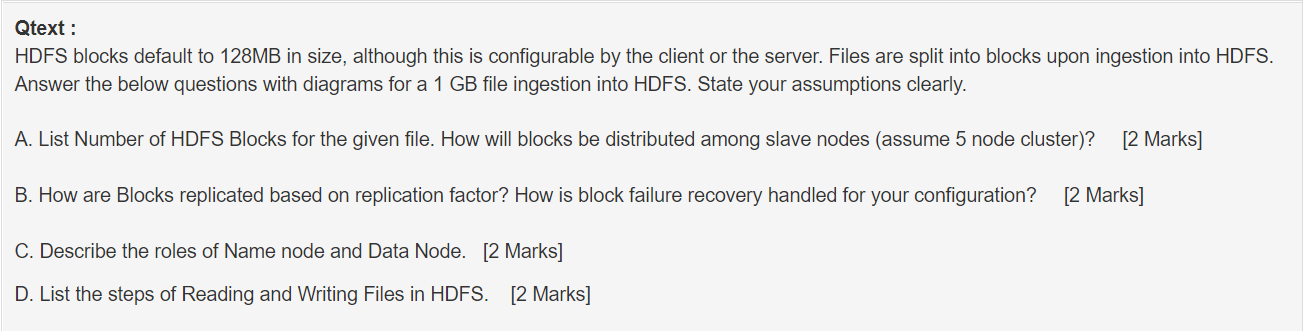 Qtext :
HDFS blocks default to 128MB in size, although this is configurable by the client or the server. Files are split into blocks upon ingestion into HDFS.
Answer the below questions with diagrams for a 1 GB file ingestion into HDFS. State your assumptions clearly.
A. List Number of HDFS Blocks for the given file. How will blocks be distributed among slave nodes (assume 5 node cluster)? [2 Marks]
B. How are Blocks replicated based on replication factor? How is block failure recovery handled for your configuration? [2 Marks]
C. Describe the roles of Name node and Data Node. [2 Marks]
D. List the steps of Reading and Writing Files in HDFS. [2 Marks]